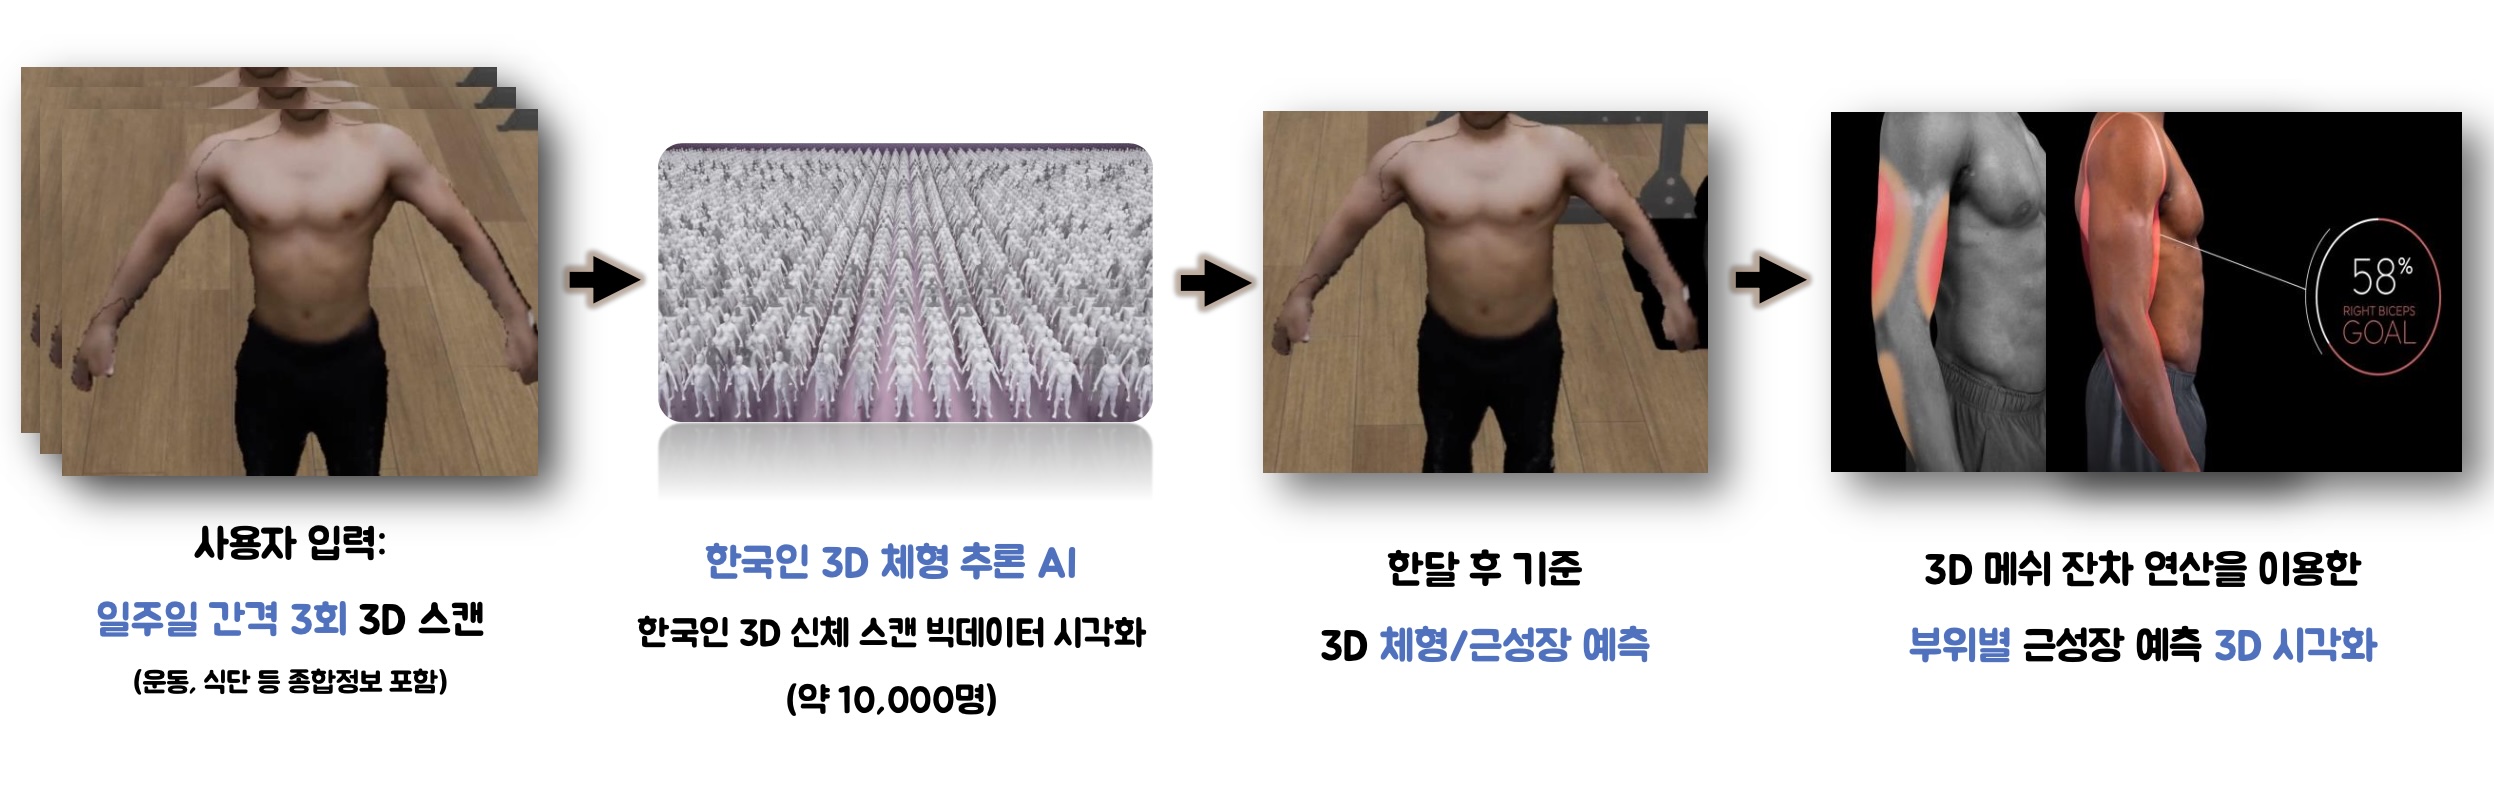 58%
RIGHT BICEPS
GOAL
사용자 입력:
일주일 간격 3회 3D 스캔
(운동, 식단 등 종합정보 포함)
한국인 3D 체형 추론 AI
한국인 3D 신체 스캔 빅데이터 시각화
(약 10,000명)
한달 후 기준
3D 체형/근성장 예측
3D 메쉬 잔차 연산을 이용한
부위별 근성장 예측 3D 시각화